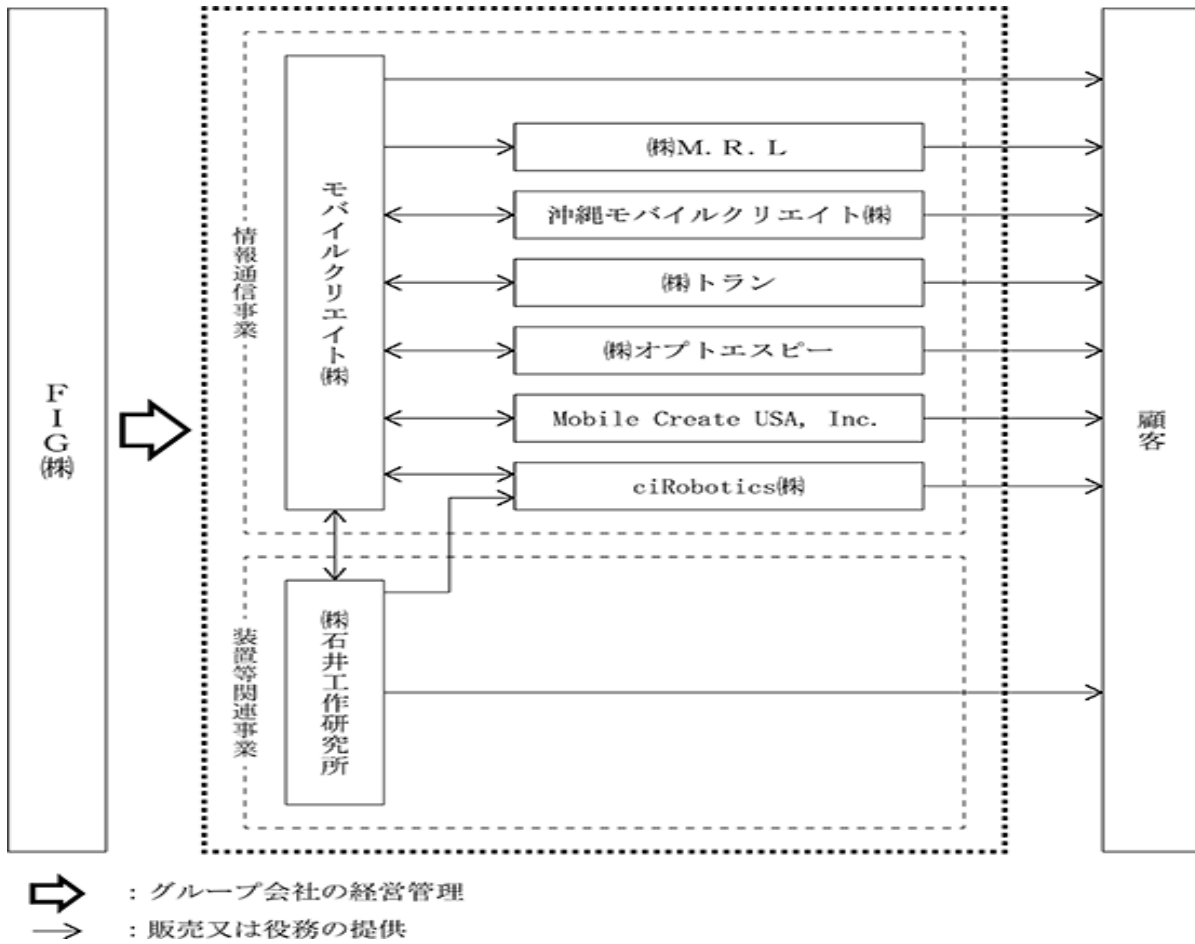 FIG㈱
情報通信事業
モバイルクリエイト㈱
㈱M.R.L
沖縄モバイルクリエイト㈱
㈱トラン
㈱オプトエスピー
Mobile Create USA, Inc.
ciRobotics㈱
装置等関連事業
㈱石井工作研究所
顧客
：グループ会社の経営管理
：販売又は役務の提供